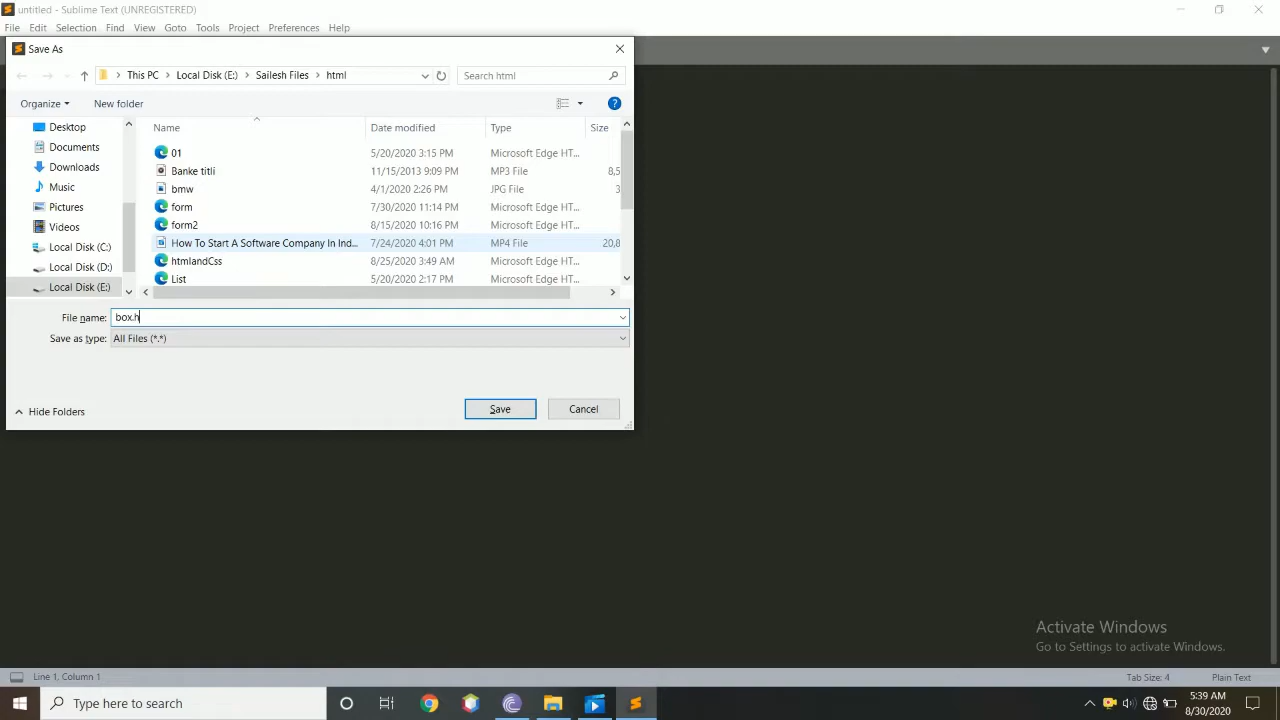 untitled - Sublime Text (UNREGISTERED)
File Edit Selection Find View Goto Tools Project Preferences Help
Save As
This PC > Local Disk (E:) > Sailesh Files > html
Search html
Organize New folder ?
Desktop
Documents
Downloads
Music
Pictures
Videos
Local Disk (C:)
Local Disk (D:)
Local Disk (E:)
Name Date modified Type Size
01 5/20/2020 3:15 PM Microsoft Edge HT...
Banke titli 11/15/2013 9:09 PM MP3 File 8,5
bmw 4/1/2020 2:26 PM JPG File 3
form 7/30/2020 11:14 PM Microsoft Edge HT...
form2 8/15/2020 10:16 PM Microsoft Edge HT...
How To Start A Software Company In Ind... 7/24/2020 4:01 PM MP4 File 20,8
htmlandCss 8/25/2020 3:49 AM Microsoft Edge HT...
List 5/20/2020 2:17 PM Microsoft Edge HT...
File name: box.h
Save as type: All Files (*.*)
Hide Folders Save Cancel
Activate Windows
Go to Settings to activate Windows.
Line 1, Column 1 Tab Size: 4 Plain Text
Type here to search
5:39 AM
8/30/2020